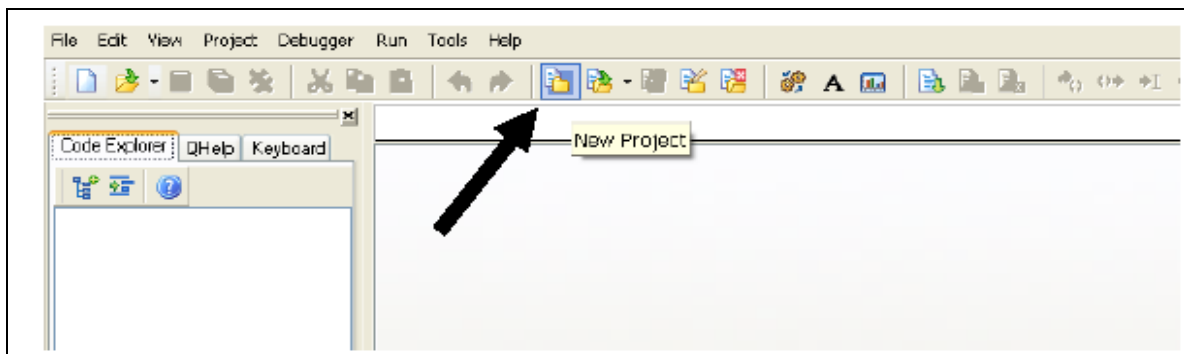 File Edit View Project Debugger Run Tools Help
New Project
Code Explorer QHelp Keyboard